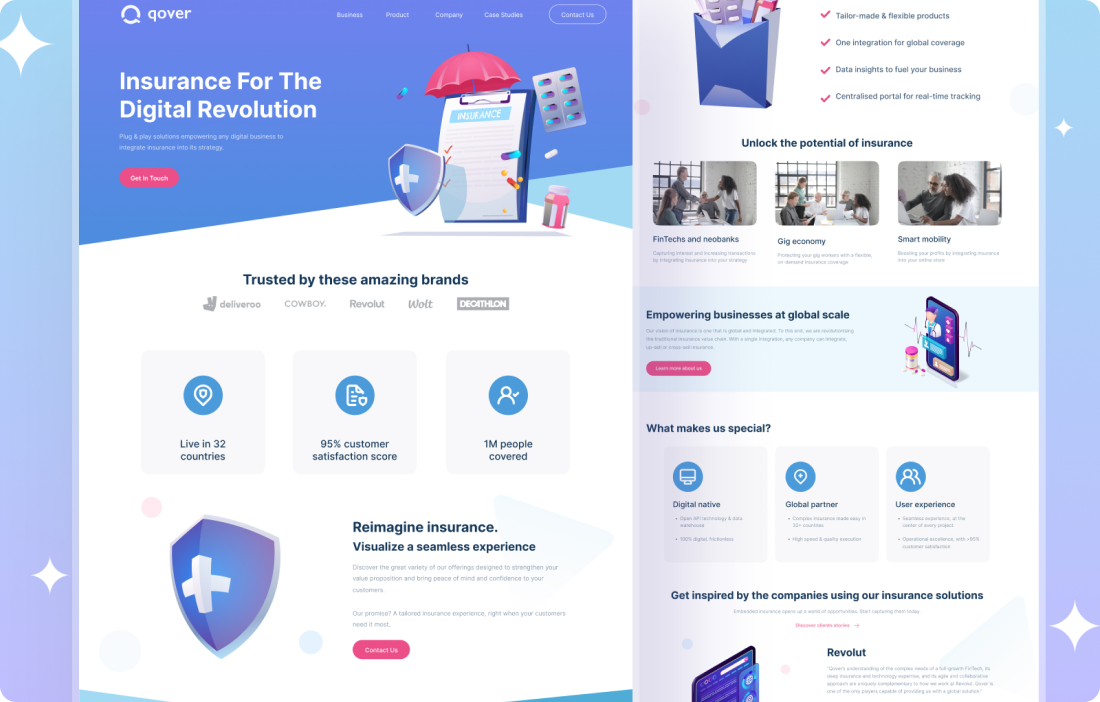 qover
Business
Product
Company
Case Studies
Contact Us
Insurance For The
Digital Revolution
Plug & play solutions empowering any digital business to
integrate insurance into its strategy.
Get in Touch
INSURANCE
Trusted by these amazing brands
deliveroo
COWBOY.
Revolut
Wolt
DECATHLON
Live in 32
countries
95% customer
satisfaction score
1M people
covered
Reimagine insurance.
Visualize a seamless experience
Discover the great variety of our offerings designed to strengthen your
value proposition and bring peace of mind and confidence to your
customers.
Our promise? A tailored insurance experience, right when your customers
need it most.
Contact Us
Tailor-made & flexible products
One integration for global coverage
Data insights to fuel your business
Centralised portal for real-time tracking
Unlock the potential of insurance
FinTechs and neobanks
Capturing interest and increasing transactions
by integrating insurance into your strategy
Gig economy
Protecting your gig workers with a flexible,
on-demand insurance coverage
Smart mobility
Boosting your profits by integrating insurance
into your online store
Empowering businesses at global scale
Our vision of insurance is one that is global and integrated. To this end, we are revolutionising
the traditional insurance value chain. With a single integration, any company can integrate,
up-sell or cross-sell insurance.
Learn more about us
What makes us special?
Digital native
• Open API technology & data
warehouse
• 100% digital, frictionless
Global partner
• Complex insurance made easy in
32+ countries
• High speed & quality execution
User experience
• Seamless experience, at the
center of every project
• Operational excellence, with >95%
customer satisfactive
Get inspired by the companies using our insurance solutions
Embedded insurance opens up a world of opportunities. Start capturing them today.
Discover clients stories →
Revolut
"Qover's understanding of the complex needs of a full-growth FinTech, its
deep insurance and technology expertise, and its agile and collaborative
approach are uniquely complementary to how we work at Revolut. Qover is
one of the only players capable of providing us with a global solution."